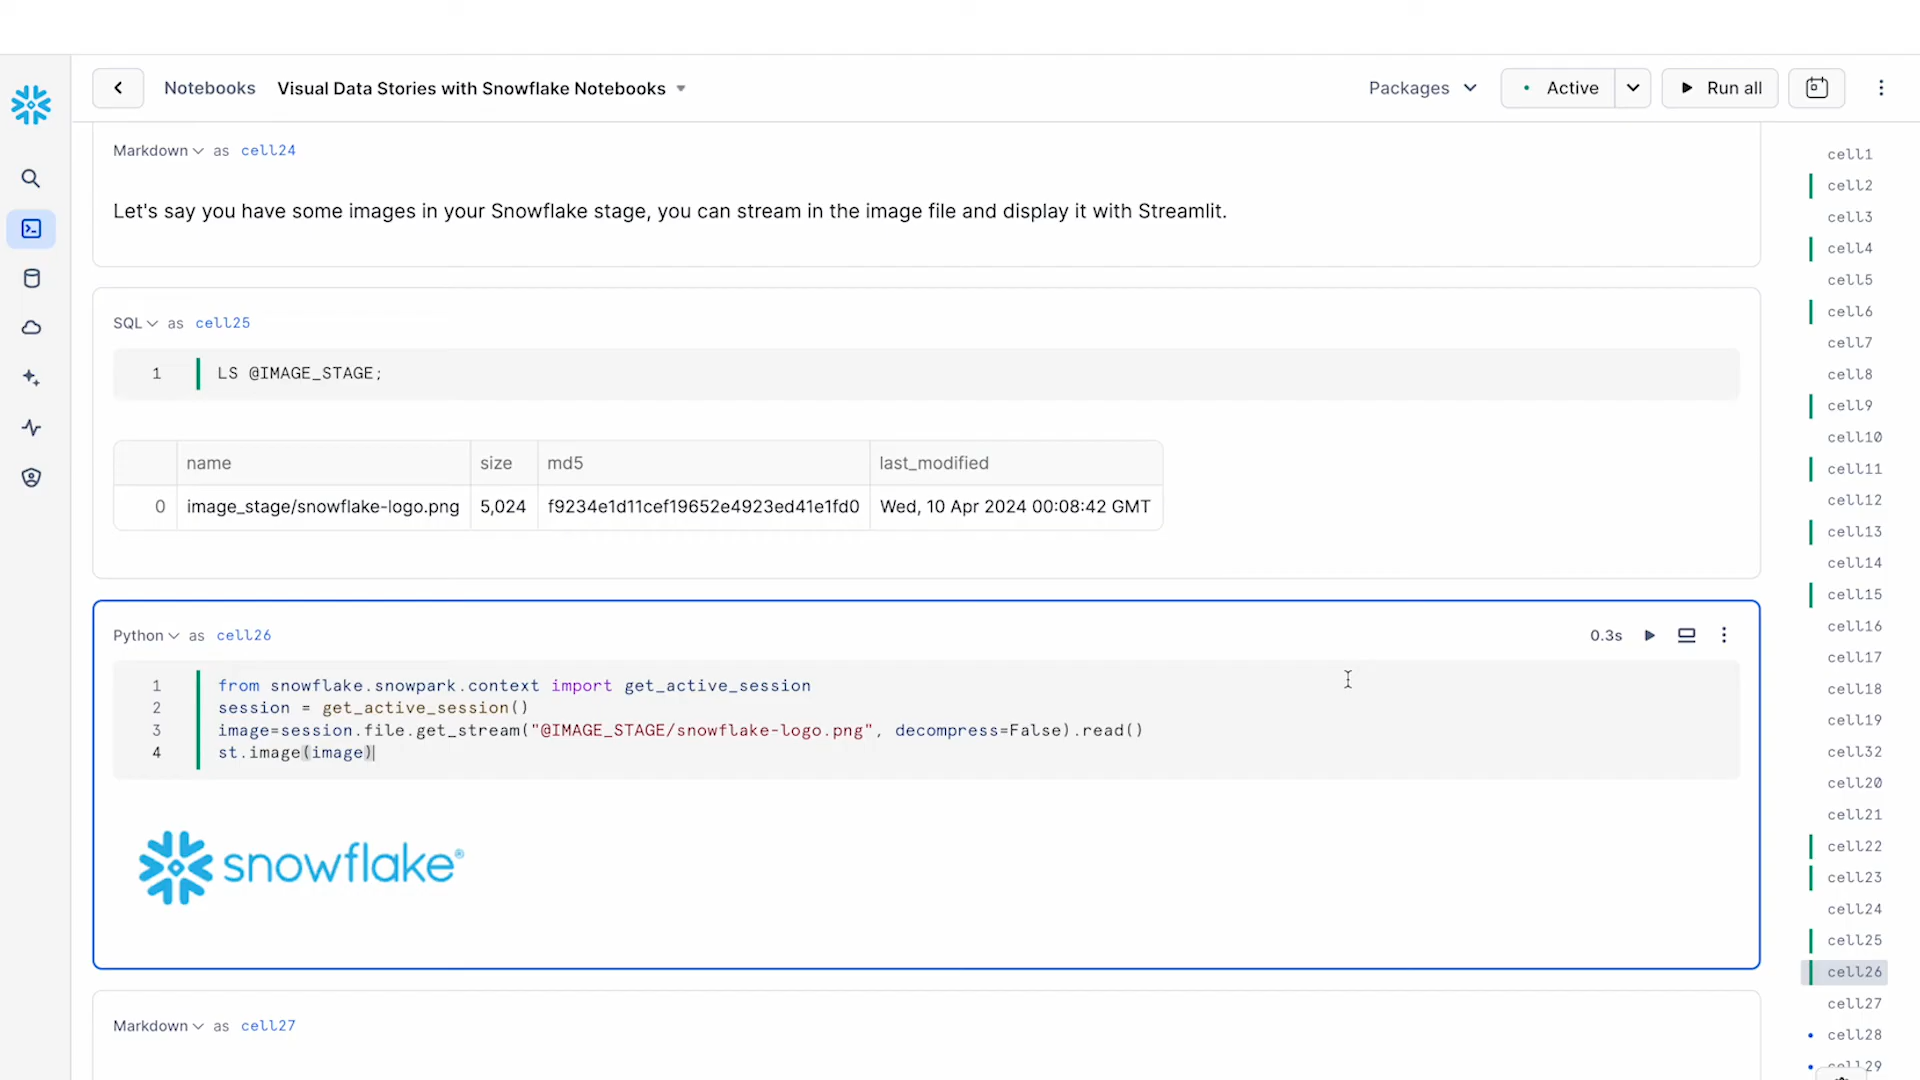 Notebooks Visual Data Stories with Snowflake Notebooks Packages Active Run all
Markdown as cell24
Let's say you have some images in your Snowflake stage, you can stream in the image file and display it with Streamlit.
SQL as cell25
1 LS @IMAGE_STAGE;
name size md5 last_modified
0 image_stage/snowflake-logo.png 5,024 f9234e1d11cef19652e4923ed41e1fd0 Wed, 10 Apr 2024 00:08:42 GMT
Python as cell26 0.3s
1 from snowflake.snowpark.context import get_active_session
2 session = get_active_session()
3 image=session.file.get_stream("@IMAGE_STAGE/snowflake-logo.png", decompress=False).read()
4 st.image(image)
snowflake®
Markdown as cell27
cell1
cell2
cell3
cell4
cell5
cell6
cell7
cell8
cell9
cell10
cell11
cell12
cell13
cell14
cell15
cell16
cell17
cell18
cell19
cell32
cell20
cell21
cell22
cell23
cell24
cell25
cell26
cell27
cell28
cell29